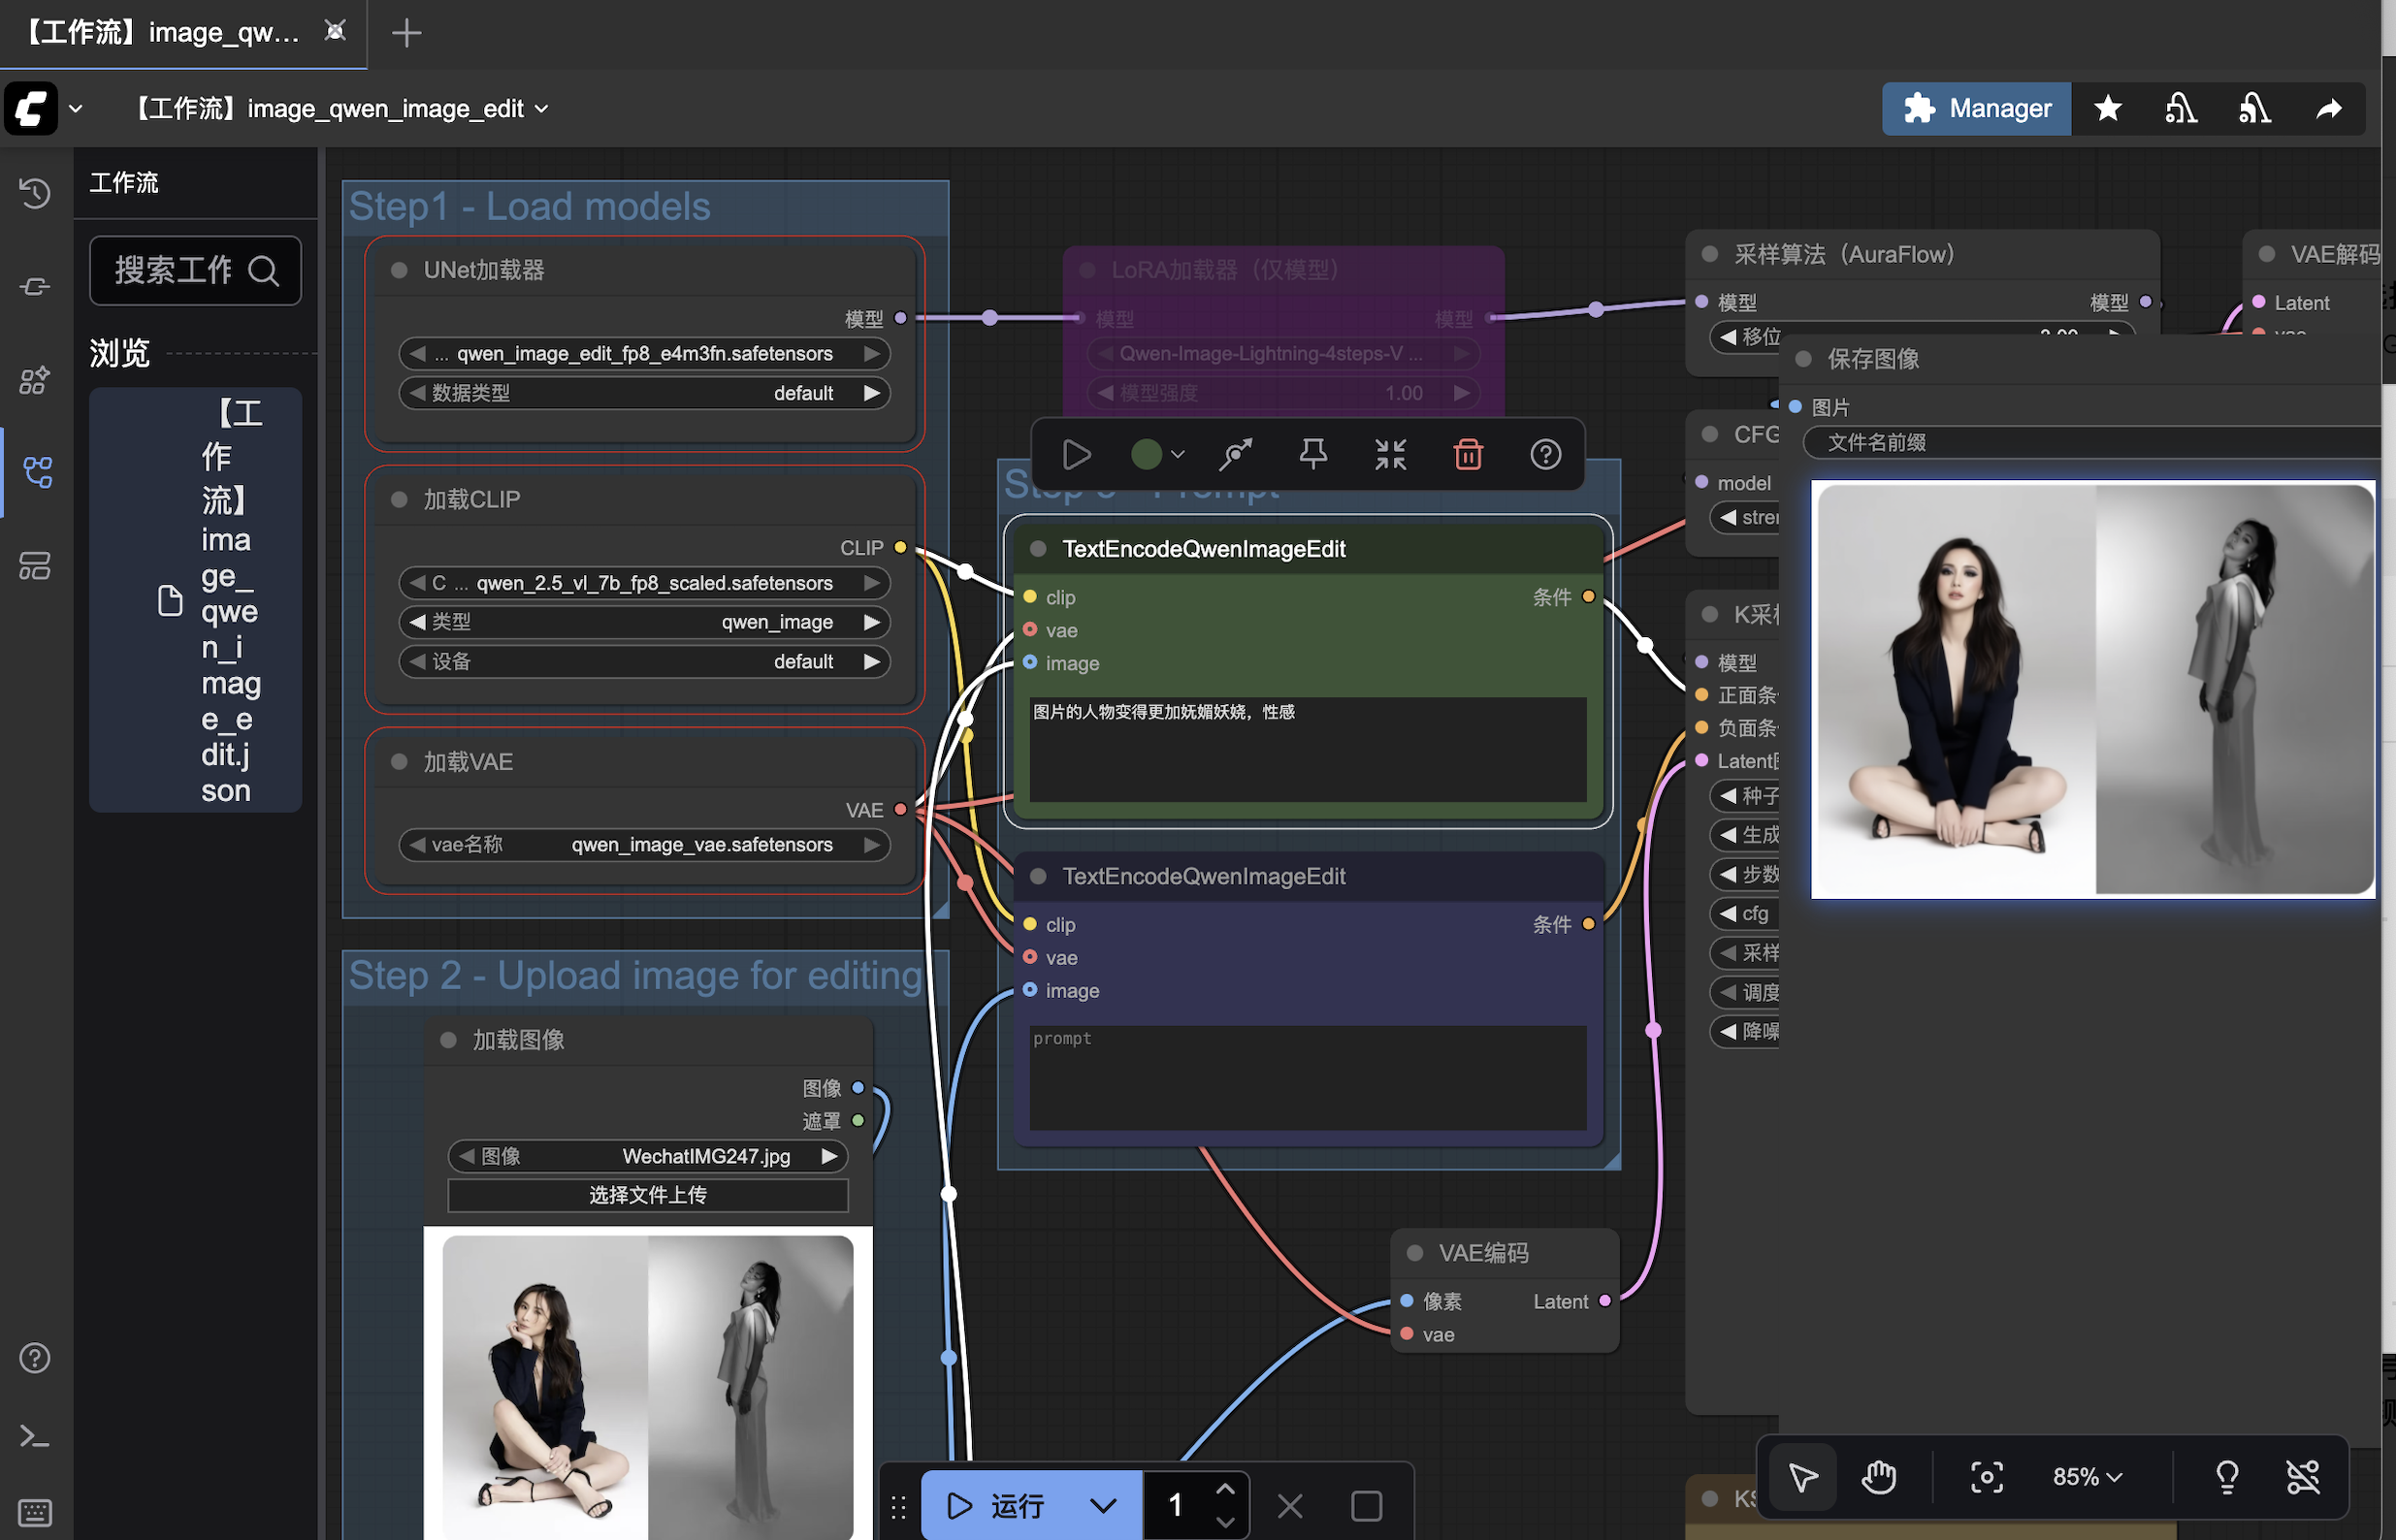 【工作流】image_qw...
【工作流】image_qwen_image_edit
Manager
工作流
搜索工作
浏览
【工
作
流】
ima
ge_
qwe
n_i
mag
e_e
dit.j
son
Step1 - Load models
UNet加载器
模型
... qwen_image_edit_fp8_e4m3fn.safetensors
数据类型 default
加载CLIP
CLIP
C ... qwen_2.5_vl_7b_fp8_scaled.safetensors
类型 qwen_image
设备 default
加载VAE
VAE
vae名称 qwen_image_vae.safetensors
Step 2 - Upload image for editing
加载图像
图像
遮罩
图像 WechatIMG247.jpg
选择文件上传
LoRA加载器（仅模型）
模型 模型
Qwen-Image-Lightning-4steps-V ...
模型强度 1.00
TextEncodeQwenImageEdit
clip 条件
vae
image
图片的人物变得更加妩媚妖娆，性感
TextEncodeQwenImageEdit
clip 条件
vae
image
prompt
VAE编码
像素 Latent
vae
采样算法（AuraFlow）
模型 模型
移位
CFG
model
K采
模型
正面条
负面条
Latent
种子
生成
步数
cfg
采样
调度
降噪
VAE解码
Latent
保存图像
图片
文件名前缀
运行 1
85%